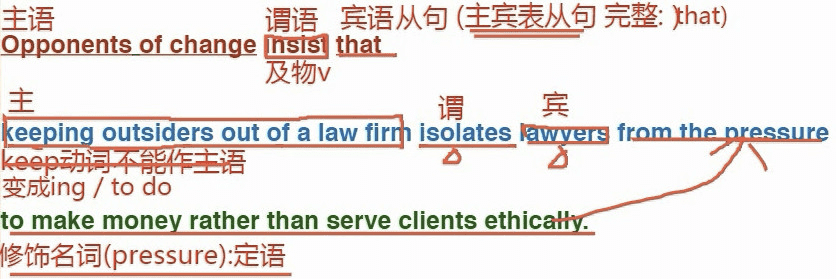 主语 谓语 宾语从句 (主宾表从句 完整: that)
Opponents of change insist that
及物v
主 谓 宾
keeping outsiders out of a law firm isolates lawyers from the pressure
keep动词不能作主语
变成ing / to do
to make money rather than serve clients ethically.
修饰名词(pressure):定语